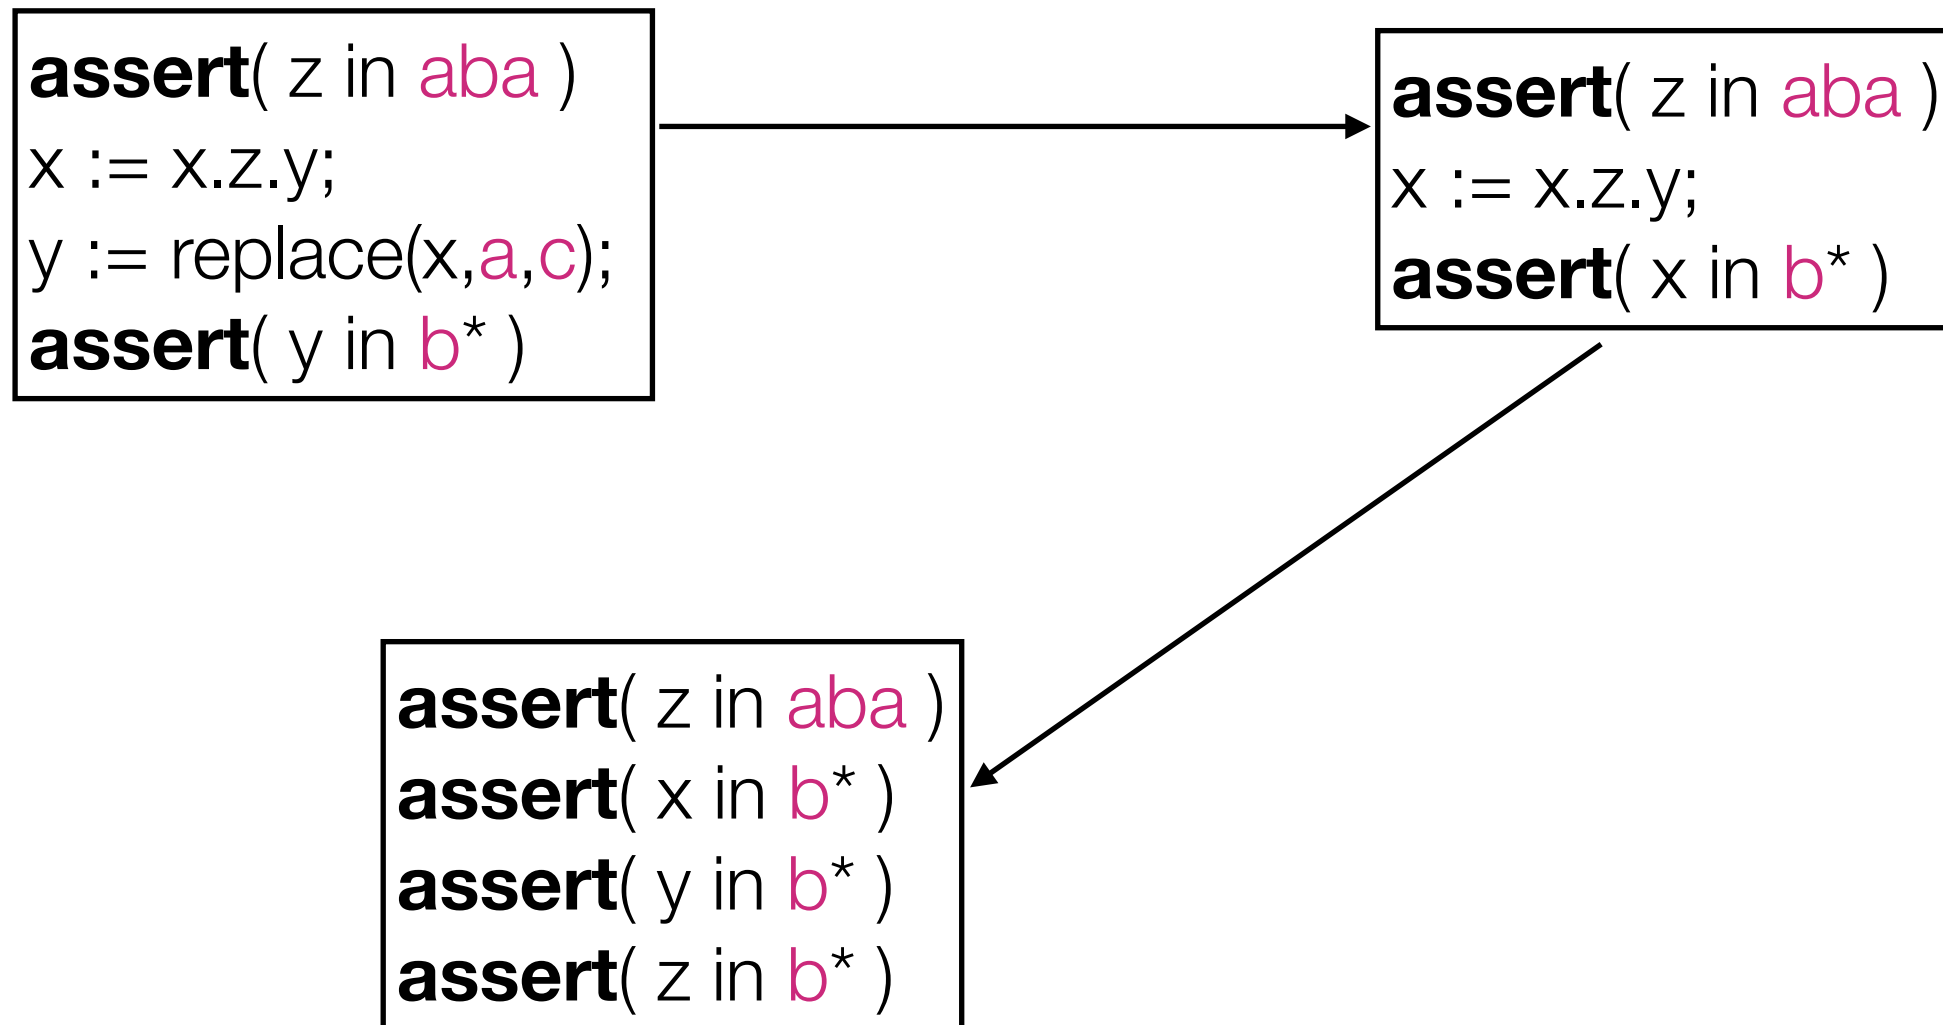 assert( z in aba )
x := x.z.y;
y := replace(x,a,c);
assert( y in b* )
assert( z in aba )
x := x.z.y;
assert( x in b* )
assert( z in aba )
assert( x in b* )
assert( y in b* )
assert( z in b* )